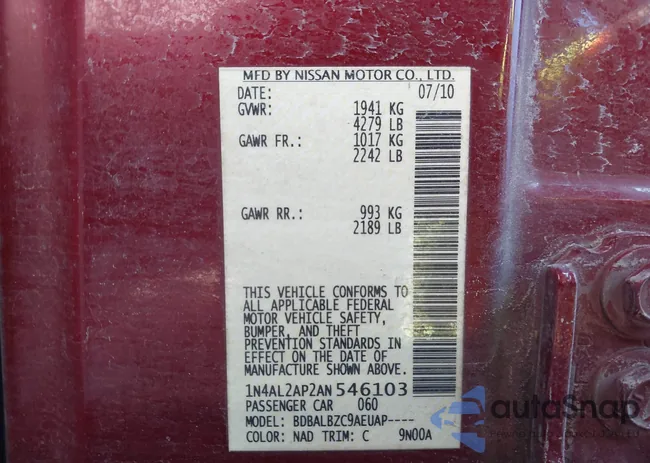 MFD BY NISSAN MOTOR CO., LTD.
DATE: 07/10
GVWR: 1941 KG
4279 LB
GAWR FR.: 1017 KG
2242 LB
GAWR RR.: 993 KG
2189 LB
THIS VEHICLE CONFORMS TO
ALL APPLICABLE FEDERAL
MOTOR VEHICLE SAFETY,
BUMPER, AND THEFT
PREVENTION STANDARDS IN
EFFECT ON THE DATE OF
MANUFACTURE SHOWN ABOVE.
1N4AL2AP2AN546103
PASSENGER CAR 060
MODEL: BDBALBZC9AEUAP----
COLOR: NAD TRIM: C 9N00A
autoSnap